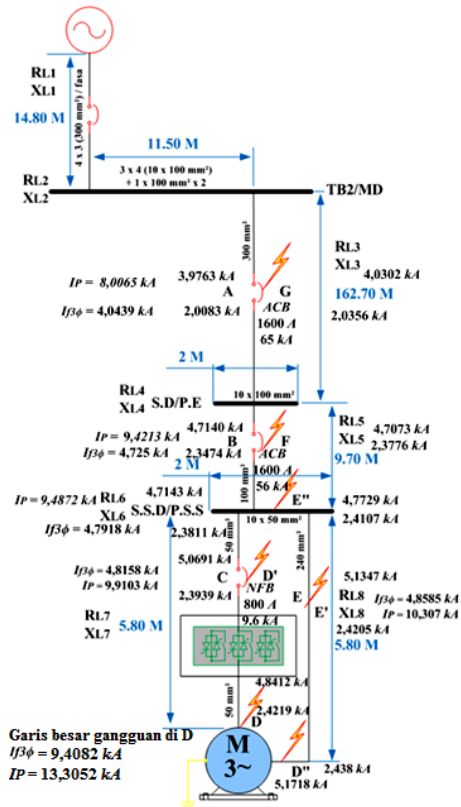 RL1
XL1
14.80 M
4 x 3 (300 mm²) / fasa
11.50 M
3 x 4 (10 x 100 mm²)
+ 1 x 100 mm² x 2
RL2
XL2
TB2/MD
300 mm²
RL3
XL3
4,0302 kA
162.70 M
2,0356 kA
IP = 8,0065 kA
3,9763 kA
A
G
If3ϕ = 4,0439 kA
2,0083 kA
ACB
1600 A
65 kA
2 M
RL4
XL4
S.D/P.E
10 x 100 mm²
4,7140 kA
IP = 9,4213 kA
B
F
If3ϕ = 4,725 kA
2,3474 kA
ACB
1600 A
56 kA
RL5
XL5
4,7073 kA
2,3776 kA
9.70 M
2 M
100 mm²
E"
IP = 9,4872 kA
RL6
XL6
4,7143 kA
S.S.D/P.S.S
If3ϕ = 4,7918 kA
10 x 50 mm²
4,7729 kA
2,4107 kA
2,3811 kA
50 mm²
240 mm²
5,0691 kA
If3ϕ = 4,8158 kA
IP = 9,9103 kA
C
D'
2,3939 kA
NFB
800 A
9.6 kA
E
E'
5,1347 kA
RL8
XL8
If3ϕ = 4,8585 kA
IP = 10,307 kA
2,4205 kA
5.80 M
RL7
XL7
5.80 M
4,8412 kA
50 mm²
2,4219 kA
D
Garis besar gangguan di D
If3ϕ = 9,4082 kA
IP = 13,3052 kA
M
3~
D"
2,438 kA
5,1718 kA